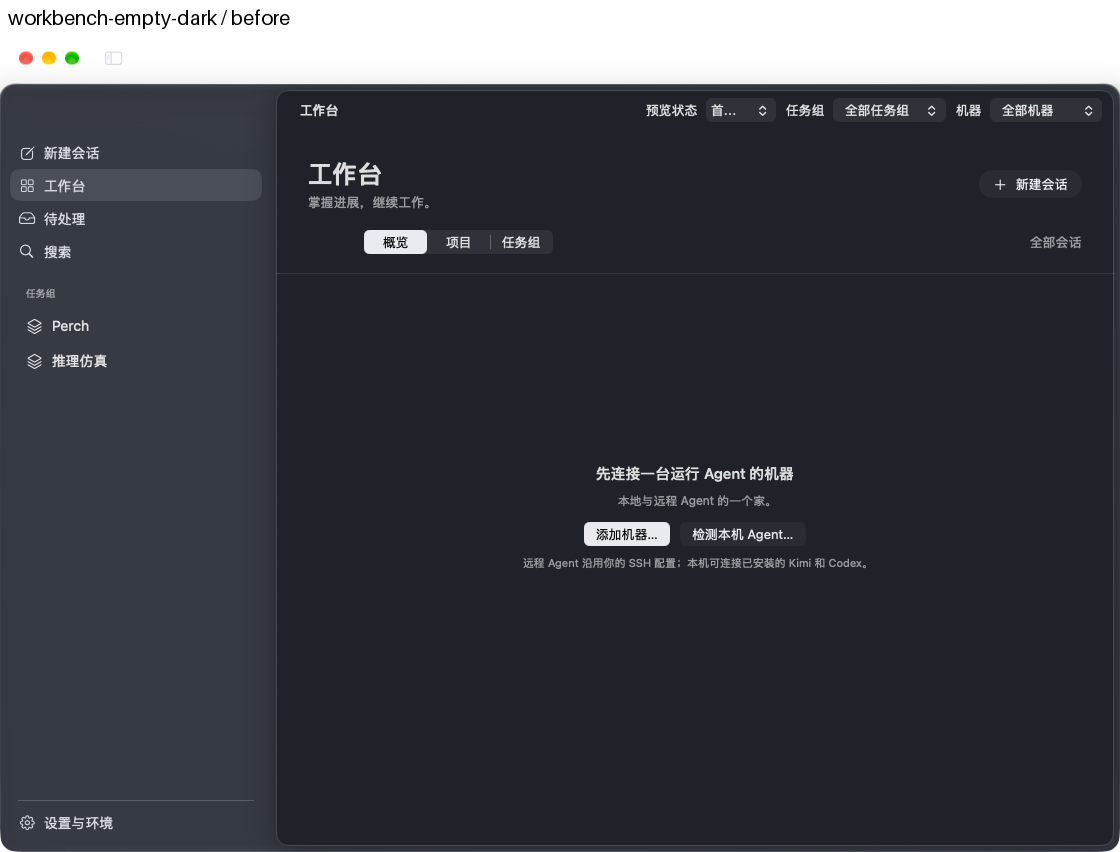 workbench-empty-dark / before
工作台 预览状态 首... 任务组 全部任务组 机器 全部机器
新建会话
工作台
待处理
搜索
任务组
Perch
推理仿真
设置与环境
工作台
掌握进展，继续工作。
新建会话
概览 项目 任务组 全部会话
先连接一台运行 Agent 的机器
本地与远程 Agent 的一个家。
添加机器... 检测本机 Agent...
远程 Agent 沿用你的 SSH 配置；本机可连接已安装的 Kimi 和 Codex。